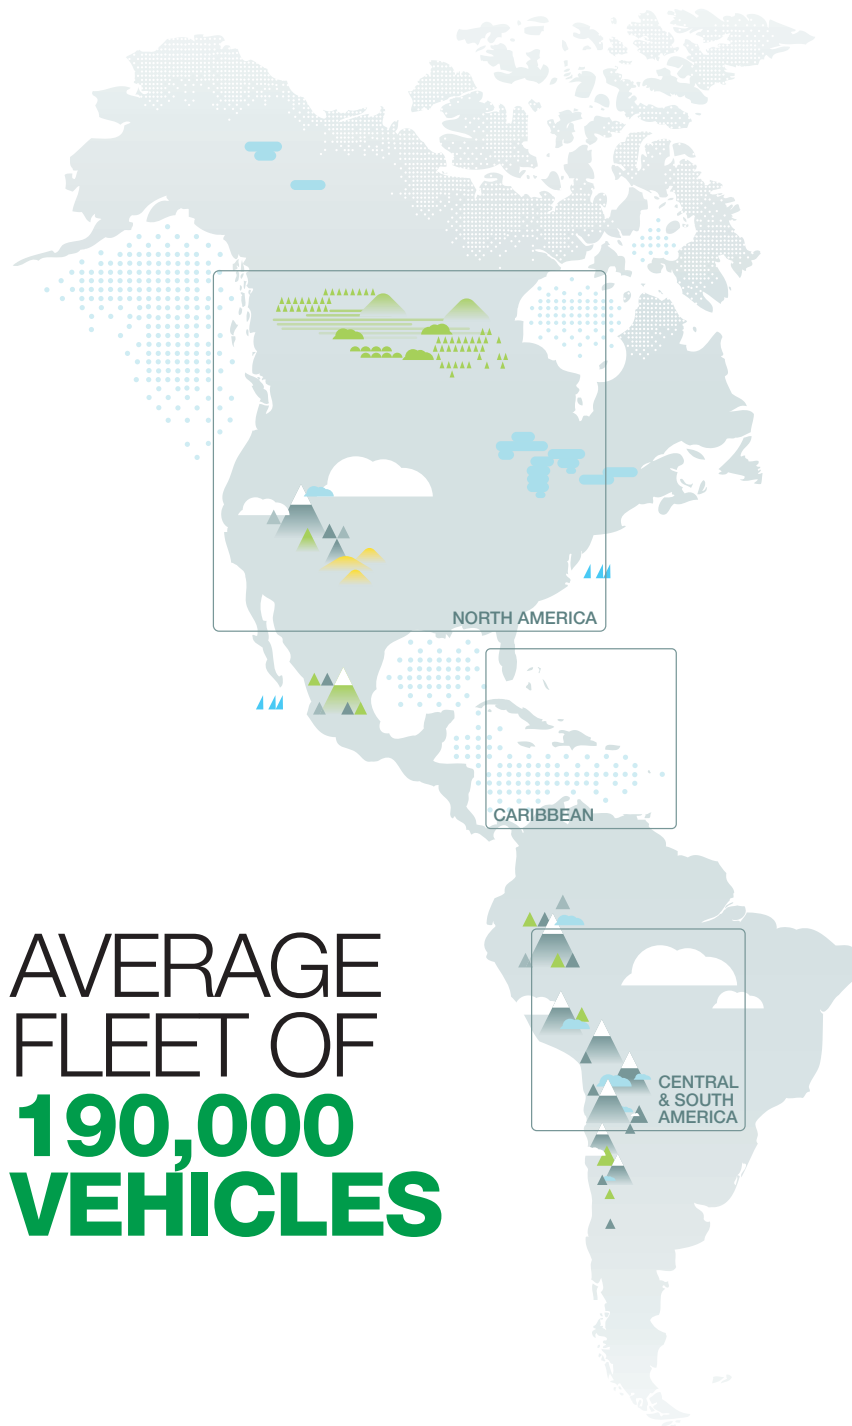 NORTH AMERICA
CARIBBEAN
AVERAGE
FLEET OF
190,000
VEHICLES
CENTRAL
& SOUTH
AMERICA